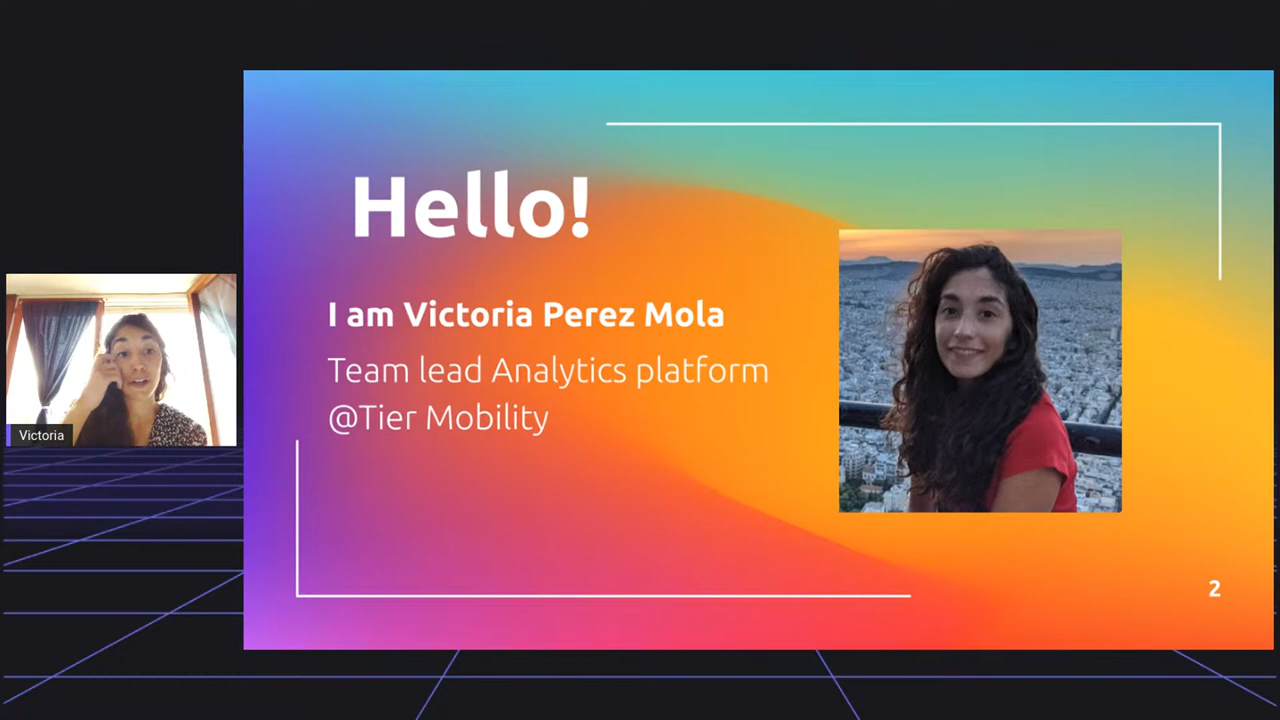 Hello!
I am Victoria Perez Mola
Team lead Analytics platform
@Tier Mobility
Victoria
2